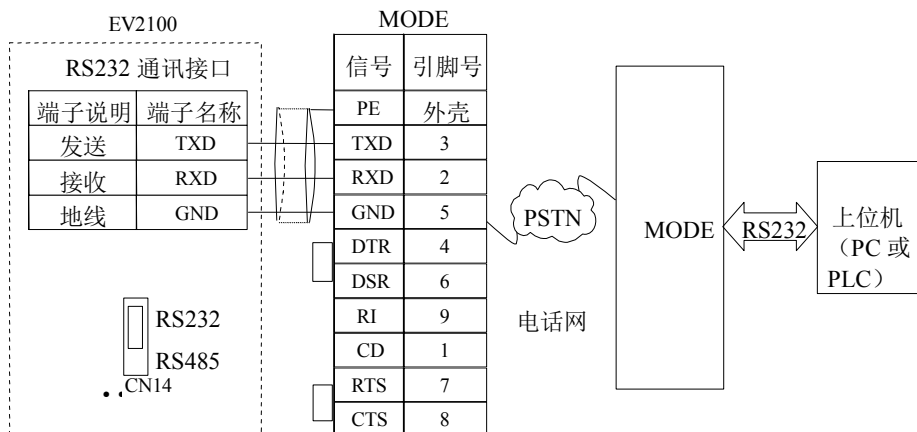 EV2100
RS232 通讯接口
端子说明 端子名称
发送 TXD
接收 RXD
地线 GND
RS232
RS485
CN14
MODE
信号 引脚号
PE 外壳
TXD 3
RXD 2
GND 5
DTR 4
DSR 6
RI 9
CD 1
RTS 7
CTS 8
PSTN
电话网
MODE
RS232
上位机
（PC 或
PLC）